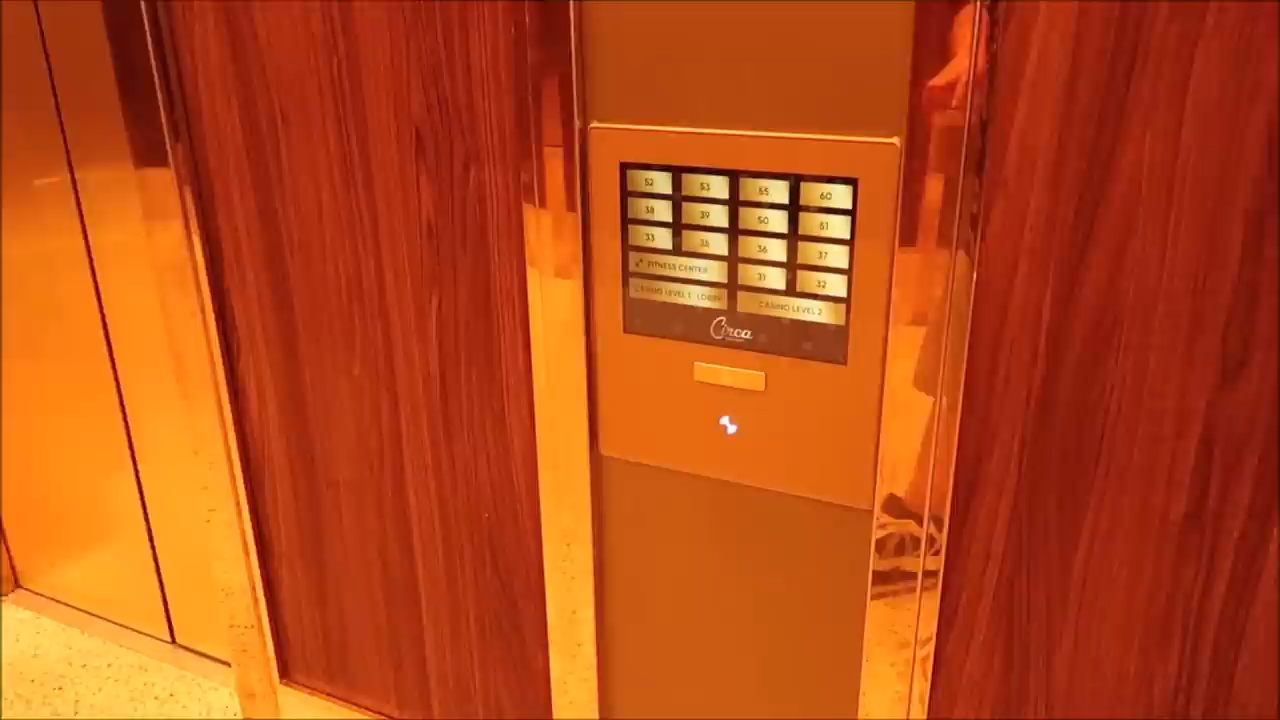 52 53 55 60
38 39 50 51
33 35 36 37
FITNESS CENTER 31 32
CASINO LEVEL 1 LOBBY CASINO LEVEL 2
Circa